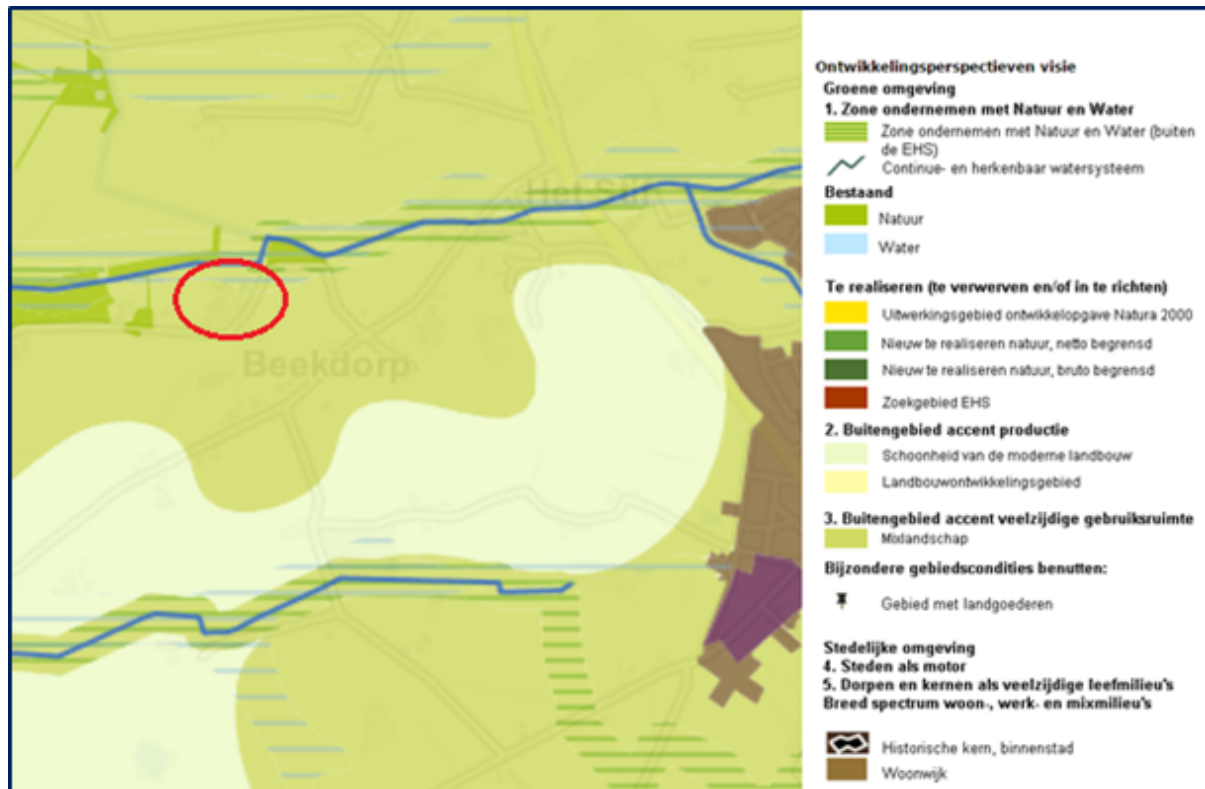 Het Stift
Beekdorp
Ontwikkelingsperspectieven visie
Groene omgeving
1. Zone ondernemen met Natuur en Water
Zone ondernemen met Natuur en Water (buiten
de EHS)
Continue- en herkenbaar watersysteem
Bestaand
Natuur
Water
Te realiseren (te verwerven en/of in te richten)
Uitwerkingsgebied ontwikkelopgave Natura 2000
Nieuw te realiseren natuur, netto begrensd
Nieuw te realiseren natuur, bruto begrensd
Zoekgebied EHS
2. Buitengebied accent productie
Schoonheid van de moderne landbouw
Landbouwontwikkelingsgebied
3. Buitengebied accent veelzijdige gebruiksruimte
Mixlandschap
Bijzondere gebiedscondities benutten:
Gebied met landgoederen
Stedelijke omgeving
4. Steden als motor
5. Dorpen en kernen als veelzijdige leefmilieu's
Breed spectrum woon-, werk- en mixmilieu's
Historische kern, binnenstad
Woonwijk